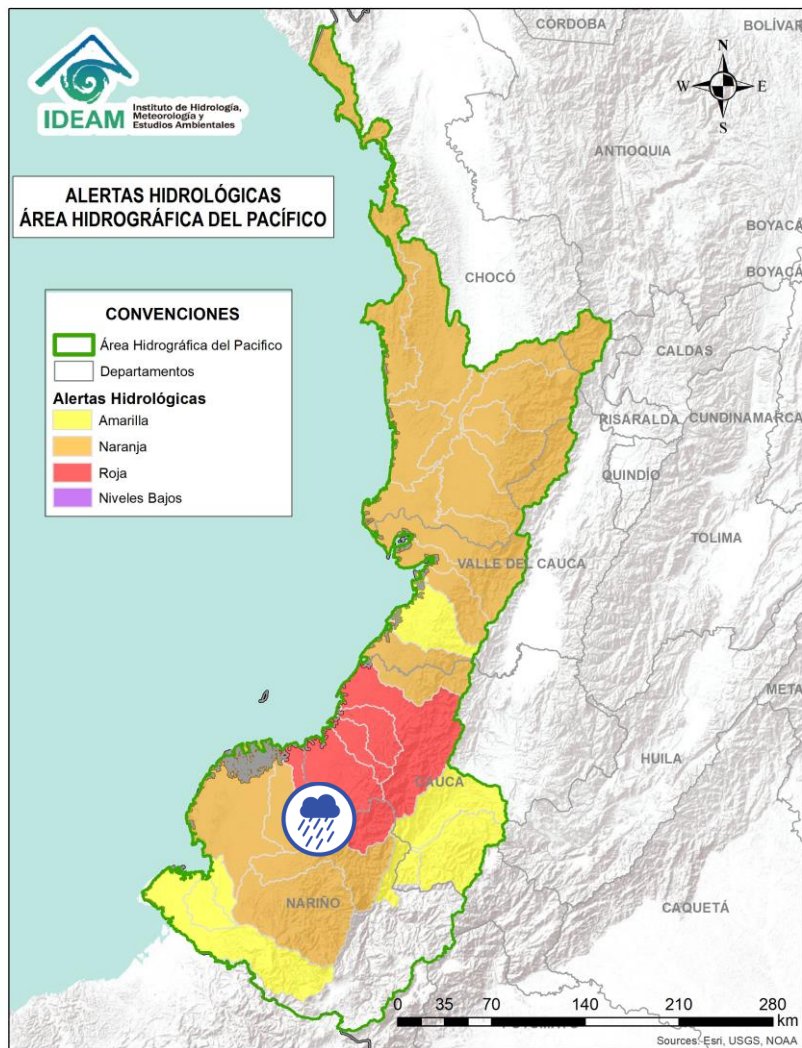 CÓRDOBA
BOLÍVAR
IDEAM
Instituto de Hidrología,
Meteorología y
Estudios Ambientales
N
W
E
S
ANTIOQUIA
ALERTAS HIDROLÓGICAS
ÁREA HIDROGRÁFICA DEL PACÍFICO
BOYACÁ
BOYACÁ
CHOCÓ
CONVENCIONES
Área Hidrográfica del Pacifico
Departamentos
Alertas Hidrológicas
Amarilla
Naranja
Roja
Niveles Bajos
CALDAS
RISARALDA
CUNDINAMARCA
QUINDÍO
TOLIMA
VALLE DEL CAUCA
META
HUILA
CAUCA
NARIÑO
CAQUETÁ
0 35 70 140 210 280
km
Sources: Esri, USGS, NOAA